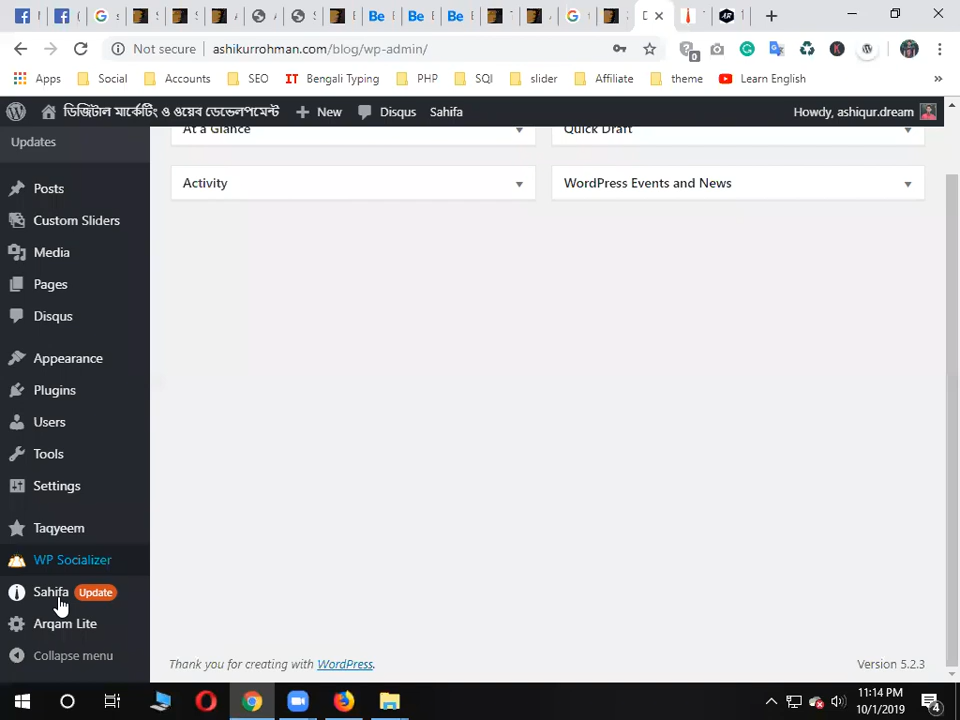 Not secure ashikurrohman.com/blog/wp-admin/
Apps Social Accounts SEO IT Bengali Typing PHP SQl slider Affiliate theme Learn English »
ডিজিটাল মার্কেটিং ও ওয়েব ডেভেলপমেন্ট New Disqus Sahifa Howdy, ashiqur.dream
Updates
At a Glance
Quick Draft
Activity
WordPress Events and News
Posts
Custom Sliders
Media
Pages
Disqus
Appearance
Plugins
Users
Tools
Settings
Taqyeem
WP Socializer
Sahifa Update
Arqam Lite
Collapse menu
Thank you for creating with WordPress.
Version 5.2.3
11:14 PM
10/1/2019
4